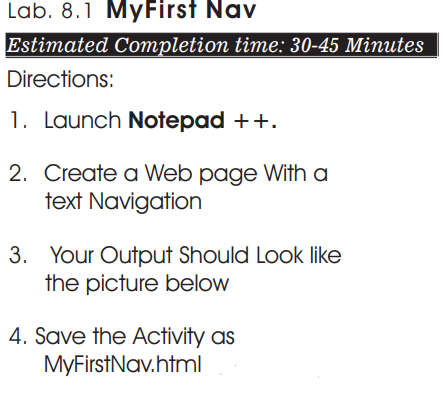 Lab. 8.1 MyFirst Nav
Estimated Completion time: 30-45 Minutes
Directions:
1. Launch Notepad ++.
2. Create a Web page With a
text Navigation
3. Your Output Should Look like
the picture below
4. Save the Activity as
MyFirstNav.html